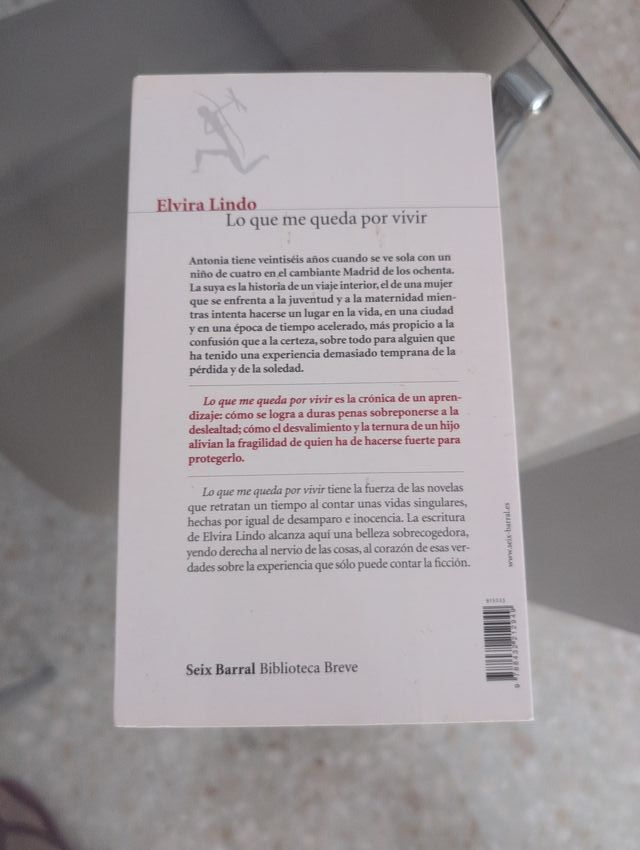 Elvira Lindo
Lo que me queda por vivir
Antonia tiene veintiséis años cuando se ve sola con un
niño de cuatro en el cambiante Madrid de los ochenta.
La suya es la historia de un viaje interior, el de una mujer
que se enfrenta a la juventud y a la maternidad mien-
tras intenta hacerse un lugar en la vida, en una ciudad
y en una época de tiempo acelerado, más propicio a la
confusión que a la certeza, sobre todo para alguien que
ha tenido una experiencia demasiado temprana de la
pérdida y de la soledad.
Lo que me queda por vivir es la crónica de un apren-
dizaje: cómo se logra a duras penas sobreponerse a la
deslealtad; cómo el desvalimiento y la ternura de un hijo
alivian la fragilidad de quien ha de hacerse fuerte para
protegerlo.
Lo que me queda por vivir tiene la fuerza de las novelas
que retratan un tiempo al contar unas vidas singulares,
hechas por igual de desamparo e inocencia. La escritura
de Elvira Lindo alcanza aquí una belleza sobrecogedora,
yendo derecha al nervio de las cosas, al corazón de esas ver-
dades sobre la experiencia que sólo puede contar la ficción.
www.seix-barral.es
Seix Barral Biblioteca Breve
9 788432 212949